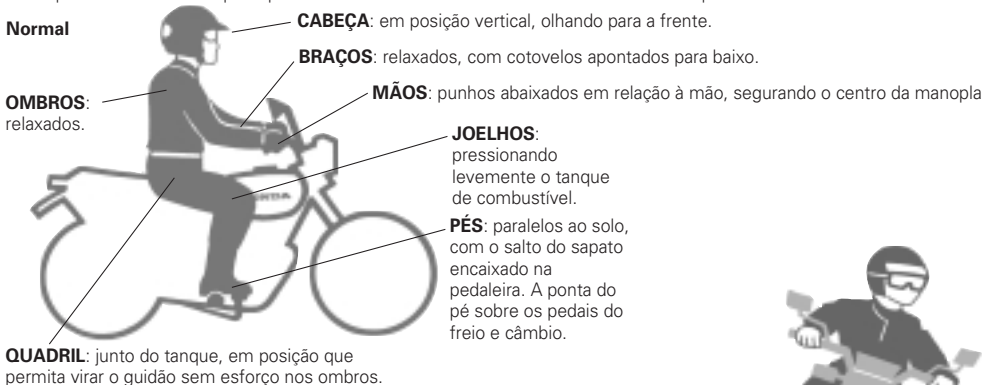 Normal
CABEÇA: em posição vertical, olhando para a frente.
BRAÇOS: relaxados, com cotovelos apontados para baixo.
MÃOS: punhos abaixados em relação à mão, segurando o centro da manopla
OMBROS:
relaxados.
JOELHOS:
pressionando
levemente o tanque
de combustível.
PÉS: paralelos ao solo,
com o salto do sapato
encaixado na
pedaleira. A ponta do
pé sobre os pedais do
freio e câmbio.
QUADRIL: junto do tanque, em posição que
permita virar o guidão sem esforço nos ombros.